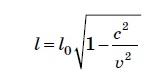 l = l₀√(1 − c²/v²)